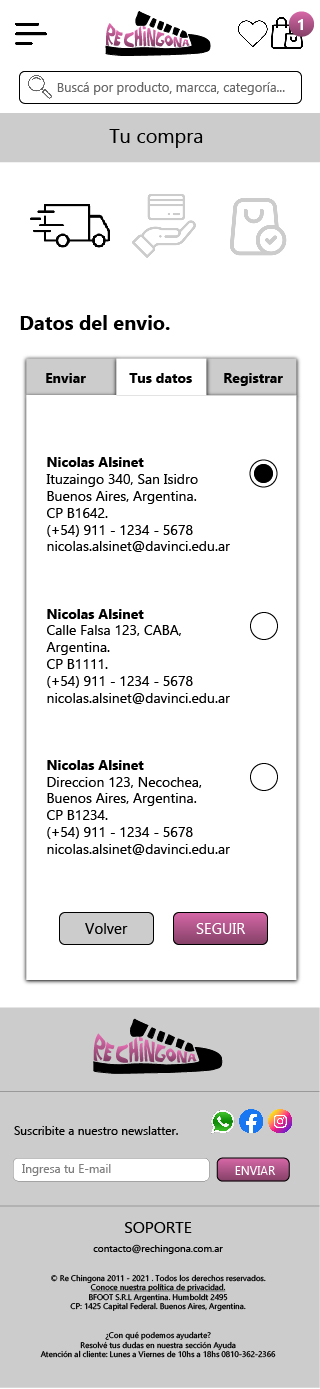 RE CHINGONA
1
Buscá por producto, marcca, categoría...
Tu compra
Datos del envio.
Enviar
Tus datos
Registrar
Nicolas Alsinet
Ituzaingo 340, San Isidro
Buenos Aires, Argentina.
CP B1642.
(+54) 911 - 1234 - 5678
nicolas.alsinet@davinci.edu.ar
Nicolas Alsinet
Calle Falsa 123, CABA,
Argentina.
CP B1111.
(+54) 911 - 1234 - 5678
nicolas.alsinet@davinci.edu.ar
Nicolas Alsinet
Direccion 123, Necochea,
Buenos Aires, Argentina.
CP B1234.
(+54) 911 - 1234 - 5678
nicolas.alsinet@davinci.edu.ar
Volver
SEGUIR
RE CHINGONA
Suscribite a nuestro newslatter.
Ingresa tu E-mail
ENVIAR
SOPORTE
contacto@rechingona.com.ar
© Re Chingona 2011 - 2021 . Todos los derechos reservados.
Conoce nuestra política de privacidad.
BFOOT S.R.L Argentina. Humboldt 2495
CP: 1425 Capital Federal. Buenos Aires, Argentina.
¿Con qué podemos ayudarte?
Resolvé tus dudas en nuestra sección Ayuda
Atención al cliente: Lunes a Viernes de 10hs a 18hs 0810-362-2366